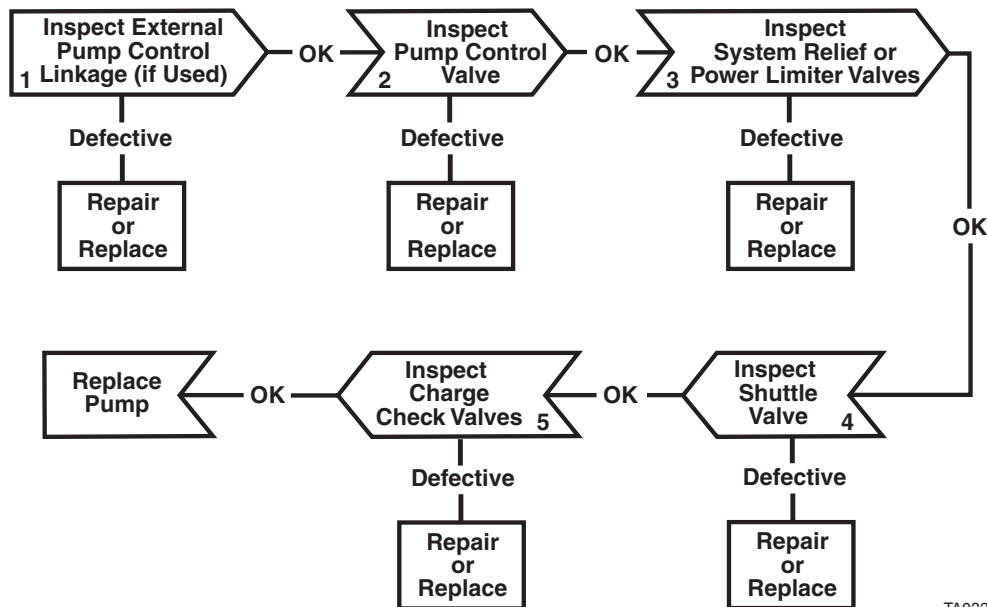 Inspect External
Pump Control
Linkage (if Used)
1
OK
Inspect
Pump Control
Valve
2
OK
Inspect
System Relief or
Power Limiter Valves
3
Defective
Defective
Defective
Repair
or
Replace
Repair
or
Replace
Repair
or
Replace
OK
Inspect
Shuttle
Valve
4
OK
Inspect
Charge
Check Valves
5
OK
Replace
Pump
Defective
Defective
Repair
or
Replace
Repair
or
Replace